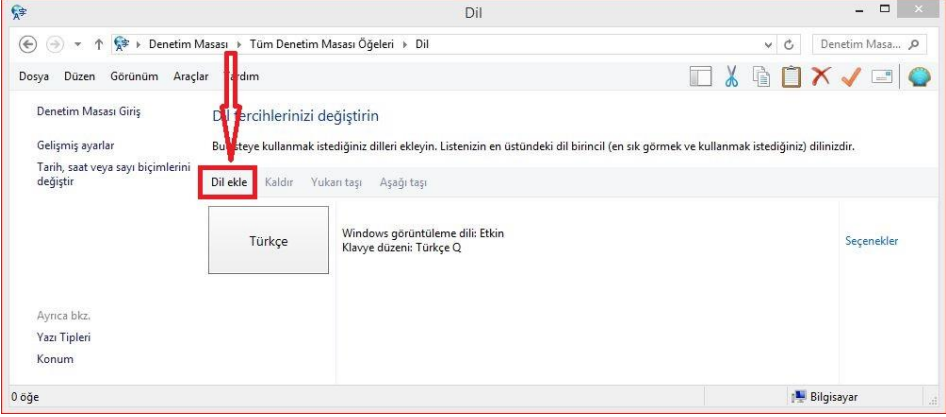 Dil
Denetim Masası Tüm Denetim Masası Öğeleri Dil
Denetim Masa...
Dosya Düzen Görünüm Araçlar Yardım
Denetim Masası Giriş
Gelişmiş ayarlar
Tarih, saat veya sayı biçimlerini
değiştir
Dil tercihlerinizi değiştirin
Bu listeye kullanmak istediğiniz dilleri ekleyin. Listenizin en üstündeki dil birincil (en sık görmek ve kullanmak istediğiniz) dilinizdir.
Dil ekle Kaldır Yukarı taşı Aşağı taşı
Türkçe
Windows görüntüleme dili: Etkin
Klavye düzeni: Türkçe Q
Seçenekler
Ayrıca bkz.
Yazı Tipleri
Konum
0 öğe
Bilgisayar